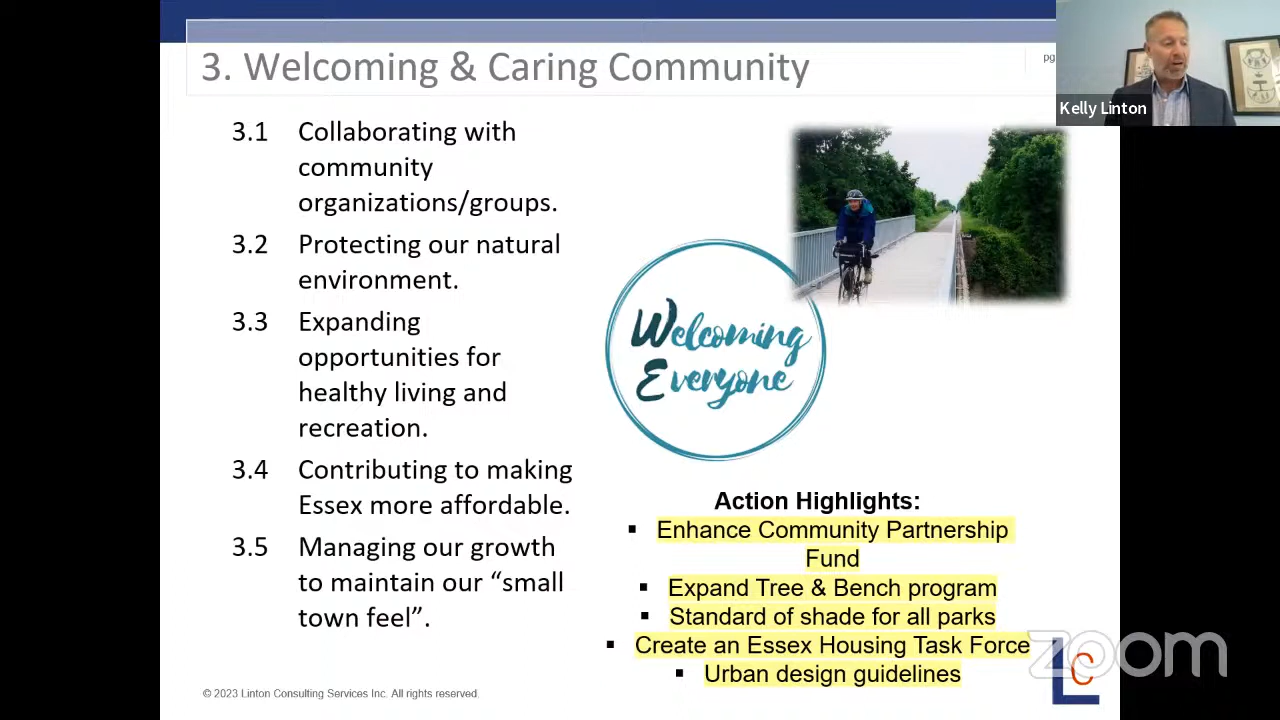 3. Welcoming & Caring Community
pg
Kelly Linton
3.1 Collaborating with
community
organizations/groups.
3.2 Protecting our natural
environment.
3.3 Expanding
opportunities for
healthy living and
recreation.
3.4 Contributing to making
Essex more affordable.
3.5 Managing our growth
to maintain our “small
town feel”.
Welcoming
Everyone
Action Highlights:
▪ Enhance Community Partnership
Fund
▪ Expand Tree & Bench program
▪ Standard of shade for all parks
▪ Create an Essex Housing Task Force
▪ Urban design guidelines
zoom
LC
© 2023 Linton Consulting Services Inc. All rights reserved.